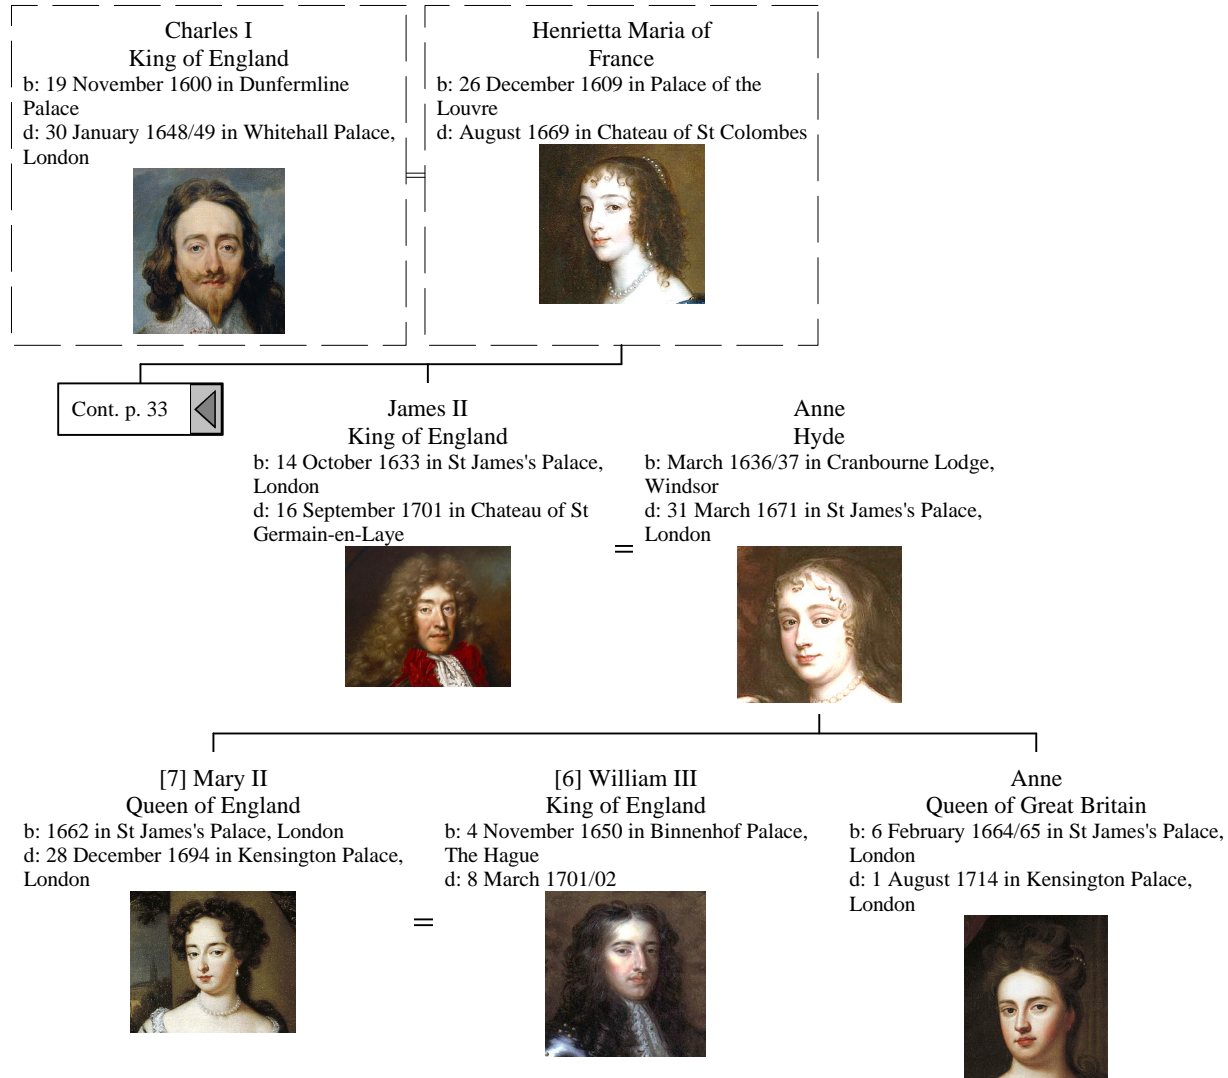 Charles I
King of England
b: 19 November 1600 in Dunfermline
Palace
d: 30 January 1648/49 in Whitehall Palace,
London
=
Henrietta Maria of
France
b: 26 December 1609 in Palace of the
Louvre
d: August 1669 in Chateau of St Colombes
Cont. p. 33
James II
King of England
b: 14 October 1633 in St James's Palace,
London
d: 16 September 1701 in Chateau of St
Germain-en-Laye
=
Anne
Hyde
b: March 1636/37 in Cranbourne Lodge,
Windsor
d: 31 March 1671 in St James's Palace,
London
[7] Mary II
Queen of England
b: 1662 in St James's Palace, London
d: 28 December 1694 in Kensington Palace,
London
=
[6] William III
King of England
b: 4 November 1650 in Binnenhof Palace,
The Hague
d: 8 March 1701/02
Anne
Queen of Great Britain
b: 6 February 1664/65 in St James's Palace,
London
d: 1 August 1714 in Kensington Palace,
London